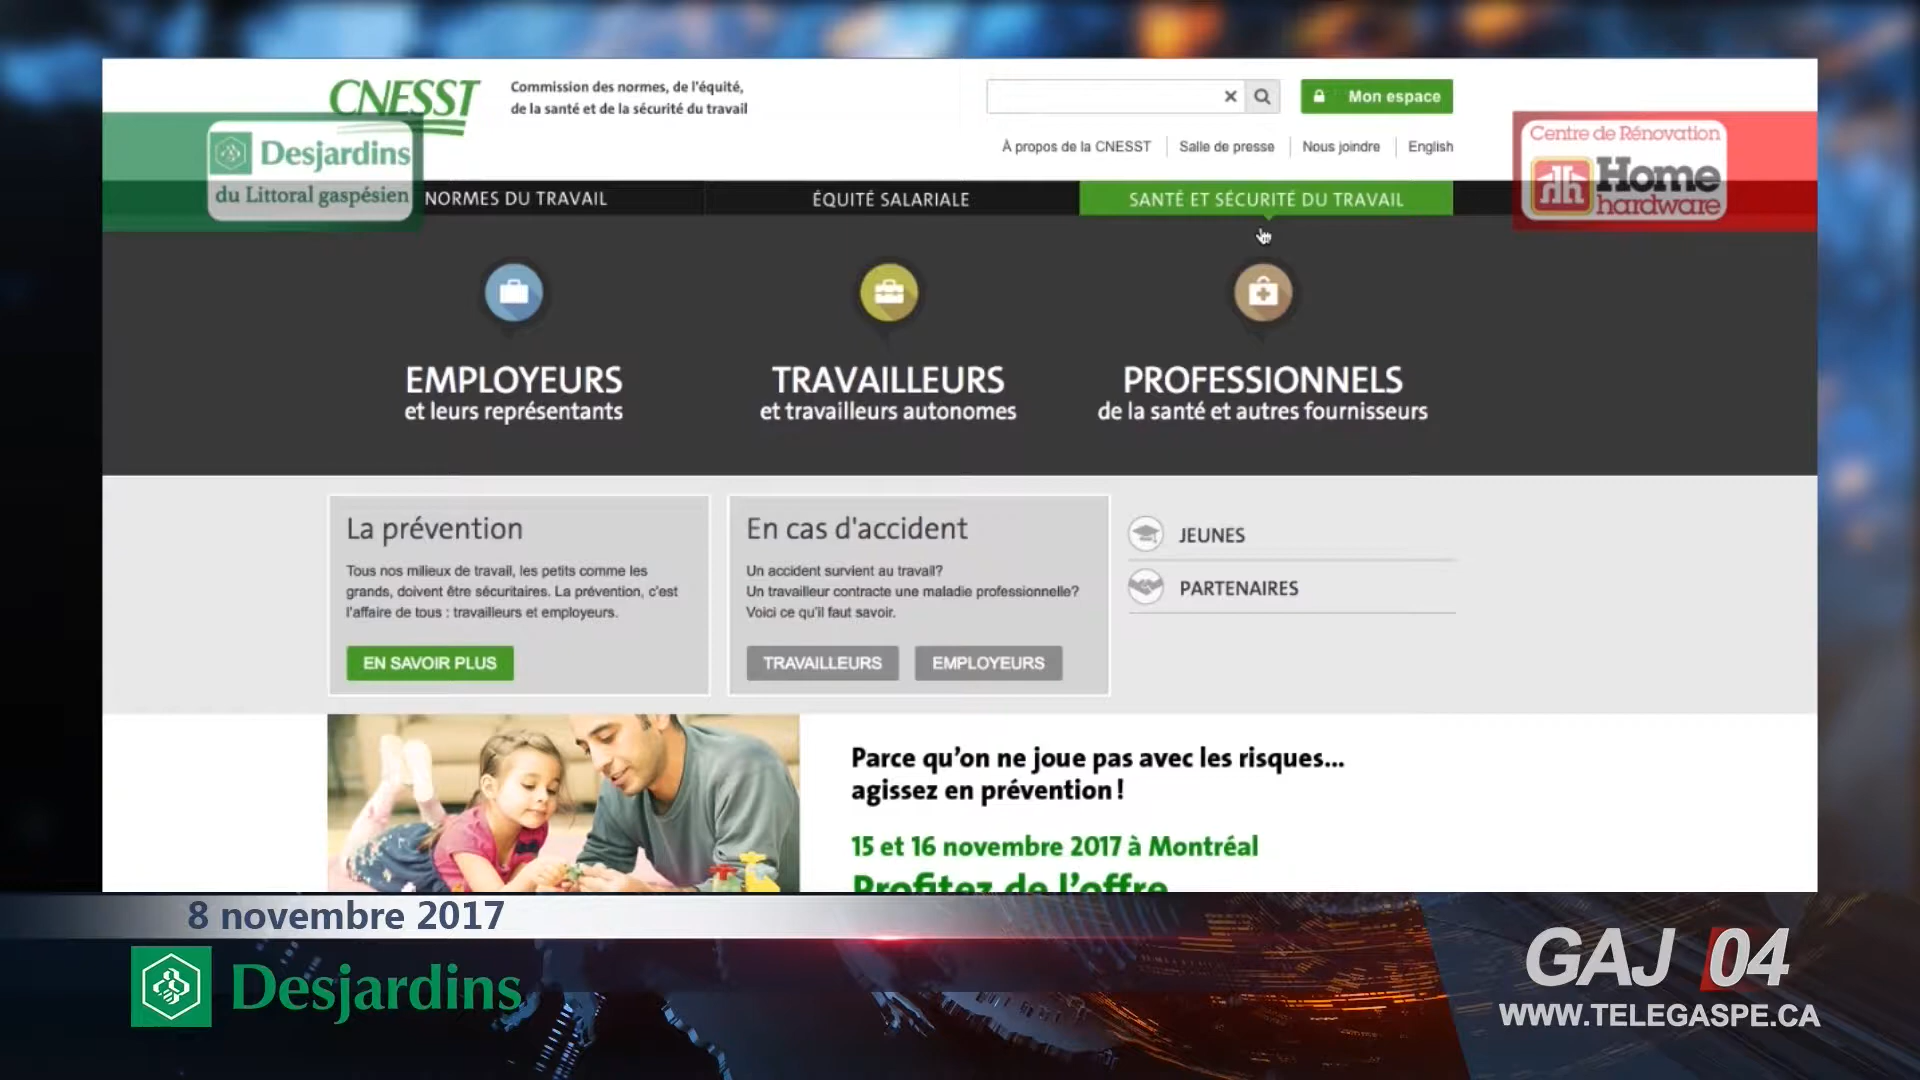 CNESST
Commission des normes, de l'équité,
de la santé et de la sécurité du travail
Mon espace
À propos de la CNESST
Salle de presse
Nous joindre
English
Desjardins
du Littoral gaspésien
Centre de Rénovation
Home
hardware
NORMES DU TRAVAIL
ÉQUITÉ SALARIALE
SANTÉ ET SÉCURITÉ DU TRAVAIL
EMPLOYEURS
et leurs représentants
TRAVAILLEURS
et travailleurs autonomes
PROFESSIONNELS
de la santé et autres fournisseurs
La prévention
Tous nos milieux de travail, les petits comme les
grands, doivent être sécuritaires. La prévention, c'est
l'affaire de tous : travailleurs et employeurs.
EN SAVOIR PLUS
En cas d'accident
Un accident survient au travail?
Un travailleur contracte une maladie professionnelle?
Voici ce qu'il faut savoir.
TRAVAILLEURS
EMPLOYEURS
JEUNES
PARTENAIRES
Parce qu'on ne joue pas avec les risques...
agissez en prévention !
15 et 16 novembre 2017 à Montréal
Profitez de l'offre
8 novembre 2017
Desjardins
GAJ 04
WWW.TELEGASPE.CA